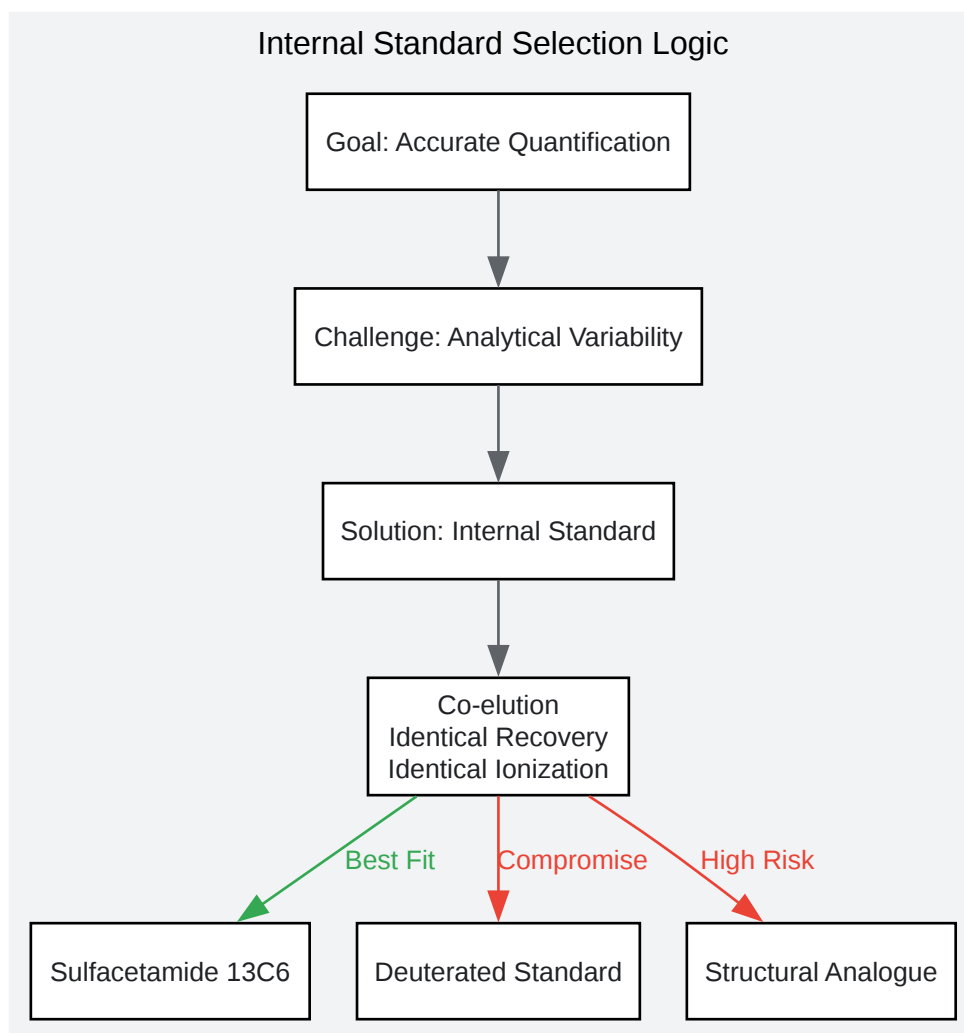 Internal Standard Selection Logic
Goal: Accurate Quantification
Challenge: Analytical Variability
Solution: Internal Standard
Co-elution
Identical Recovery
Identical Ionization
Best Fit
Compromise
High Risk
Sulfacetamide 13C6
Deuterated Standard
Structural Analogue